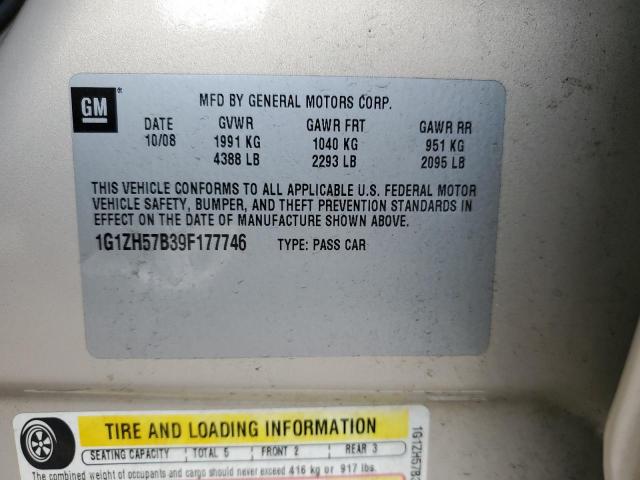 GM®
MFD BY GENERAL MOTORS CORP.
DATE GVWR GAWR FRT GAWR RR
10/08 1991 KG 1040 KG 951 KG
4388 LB 2293 LB 2095 LB
THIS VEHICLE CONFORMS TO ALL APPLICABLE U.S. FEDERAL MOTOR
VEHICLE SAFETY, BUMPER, AND THEFT PREVENTION STANDARDS IN
EFFECT ON THE DATE OF MANUFACTURE SHOWN ABOVE.
1G1ZH57B39F177746 TYPE: PASS CAR
TIRE AND LOADING INFORMATION
SEATING CAPACITY TOTAL 5 FRONT 2 REAR 3
The combined weight of occupants and cargo should never exceed 416 kg or 917 lbs.
1G1ZH57B3